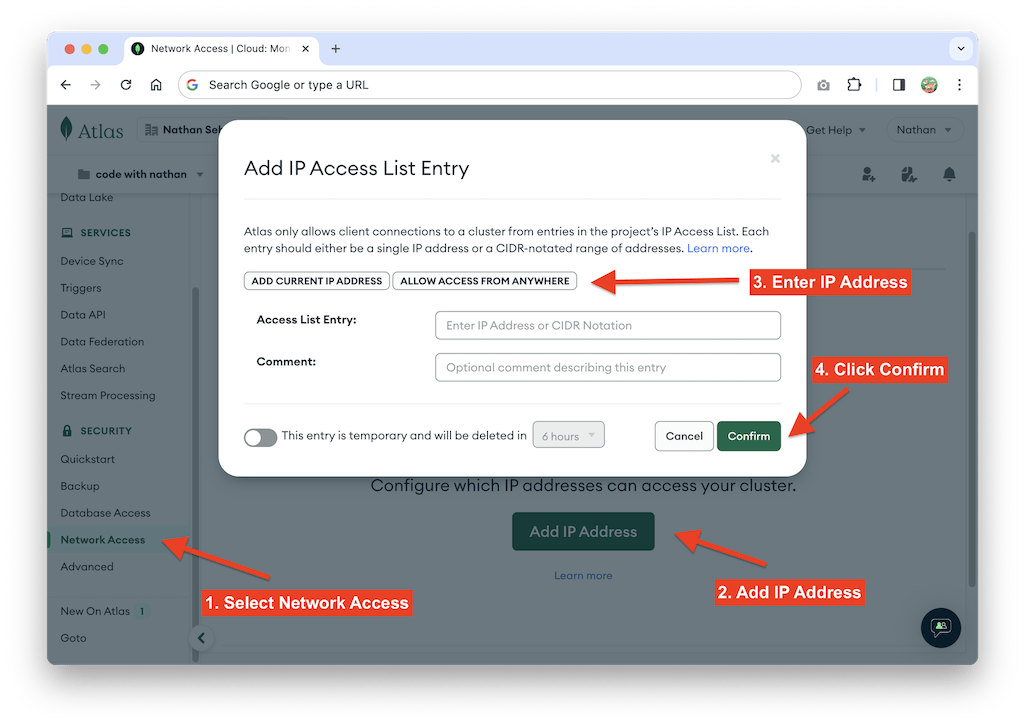 Network Access | Cloud: Mon
Search Google or type a URL
Atlas
Nathan Se
Get Help
Nathan
code with nathan
Data Lake
SERVICES
Device Sync
Triggers
Data API
Data Federation
Atlas Search
Stream Processing
SECURITY
Quickstart
Backup
Database Access
Network Access
Advanced
New On Atlas 1
Goto
Add IP Access List Entry
Atlas only allows client connections to a cluster from entries in the project's IP Access List. Each
entry should either be a single IP address or a CIDR-notated range of addresses. Learn more.
ADD CURRENT IP ADDRESS
ALLOW ACCESS FROM ANYWHERE
3. Enter IP Address
Access List Entry:
Enter IP Address or CIDR Notation
Comment:
Optional comment describing this entry
4. Click Confirm
This entry is temporary and will be deleted in
6 hours
Cancel
Confirm
Configure which IP addresses can access your cluster.
Add IP Address
Learn more
2. Add IP Address
1. Select Network Access